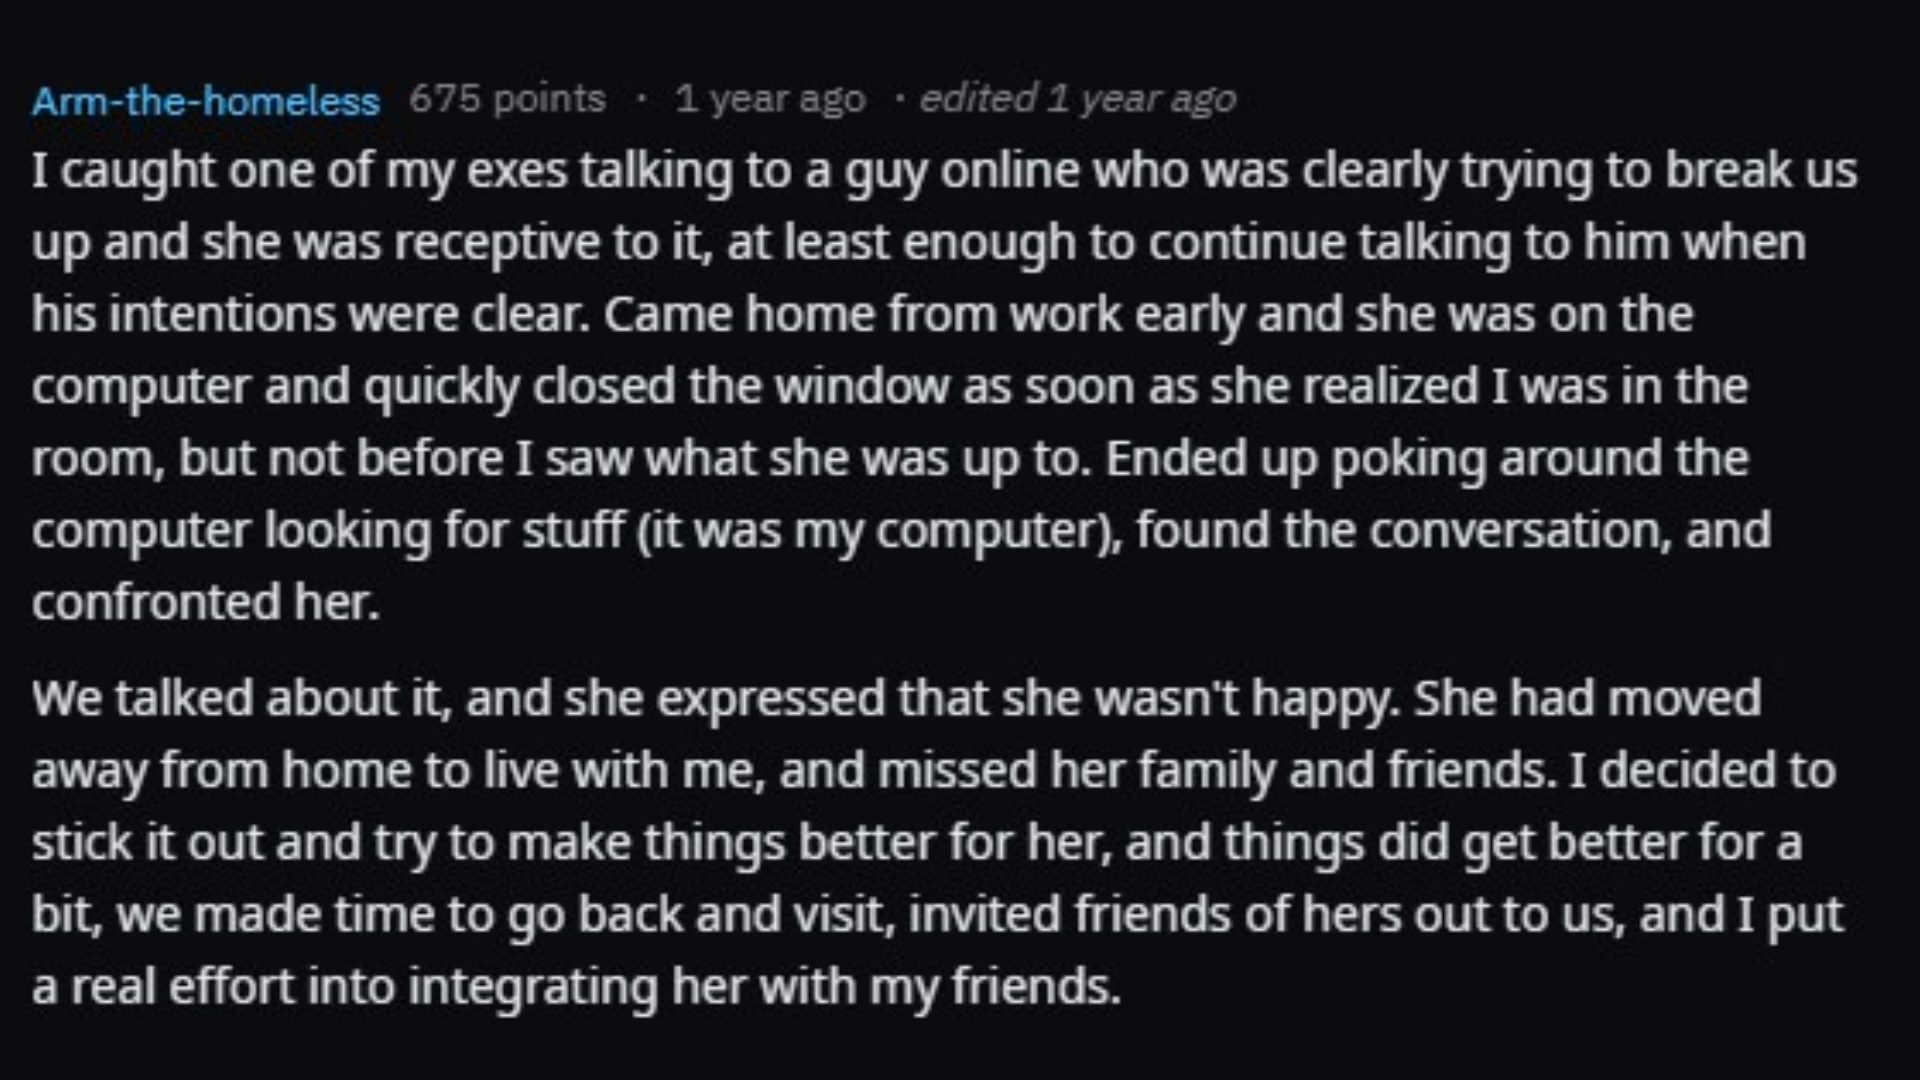 Arm-the-homeless 675 points · 1 year ago · edited 1 year ago
I caught one of my exes talking to a guy online who was clearly trying to break us
up and she was receptive to it, at least enough to continue talking to him when
his intentions were clear. Came home from work early and she was on the
computer and quickly closed the window as soon as she realized I was in the
room, but not before I saw what she was up to. Ended up poking around the
computer looking for stuff (it was my computer), found the conversation, and
confronted her.
We talked about it, and she expressed that she wasn't happy. She had moved
away from home to live with me, and missed her family and friends. I decided to
stick it out and try to make things better for her, and things did get better for a
bit, we made time to go back and visit, invited friends of hers out to us, and I put
a real effort into integrating her with my friends.